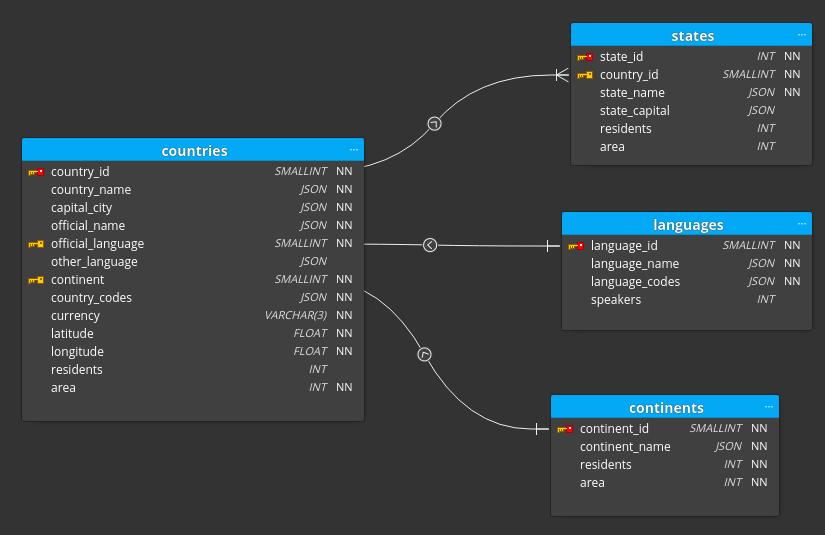 countries ...
country_id SMALLINT NN
country_name JSON NN
capital_city JSON NN
official_name JSON NN
official_language SMALLINT NN
other_language JSON
continent SMALLINT NN
country_codes JSON NN
currency VARCHAR(3) NN
latitude FLOAT NN
longitude FLOAT NN
residents INT
area INT NN
states ...
state_id INT NN
country_id SMALLINT NN
state_name JSON NN
state_capital JSON
residents INT
area INT
languages ...
language_id SMALLINT NN
language_name JSON NN
language_codes JSON NN
speakers INT
continents ...
continent_id SMALLINT NN
continent_name JSON NN
residents INT NN
area INT NN